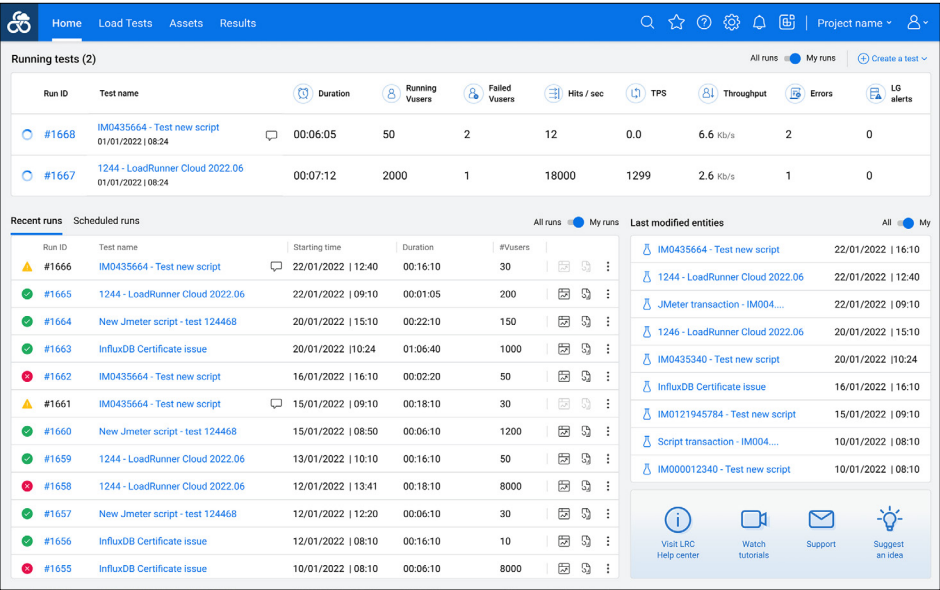 Home Load Tests Assets Results Project name
Running tests (2) All runs My runs Create a test
Run ID Test name Duration Running Vusers Failed Vusers Hits / sec TPS Throughput Errors LG alerts
#1668 IM0435664 - Test new script 01/01/2022 | 08:24 00:06:05 50 2 12 0.0 6.6 Kb/s 2 0
#1667 1244 - LoadRunner Cloud 2022.06 01/01/2022 | 08:24 00:07:12 2000 1 18000 1299 2.6 Kb/s 1 0
Recent runs Scheduled runs All runs My runs
Run ID Test name Starting time Duration #Vusers
#1666 IM0435664 - Test new script 22/01/2022 | 12:40 00:16:10 30
#1665 1244 - LoadRunner Cloud 2022.06 22/01/2022 | 09:10 00:01:05 200
#1664 New Jmeter script - test 124468 20/01/2022 | 15:10 00:22:10 150
#1663 InfluxDB Certificate issue 20/01/2022 |10:24 01:06:40 1000
#1662 IM0435664 - Test new script 16/01/2022 | 16:10 00:02:20 50
#1661 IM0435664 - Test new script 15/01/2022 | 09:10 00:18:10 30
#1660 New Jmeter script - test 124468 15/01/2022 | 08:50 00:06:10 1200
#1659 1244 - LoadRunner Cloud 2022.06 13/01/2022 | 10:10 00:16:10 50
#1658 1244 - LoadRunner Cloud 2022.06 12/01/2022 | 13:41 00:18:10 8000
#1657 New Jmeter script - test 124468 12/01/2022 | 12:20 00:06:10 30
#1656 InfluxDB Certificate issue 12/01/2022 | 08:10 00:16:10 10
#1655 InfluxDB Certificate issue 10/01/2022 | 08:10 00:06:10 8000
Last modified entities All My
IM0435664 - Test new script 22/01/2022 | 16:10
1244 - LoadRunner Cloud 2022.06 22/01/2022 | 12:40
JMeter transaction - IM004.... 22/01/2022 | 09:10
1246 - LoadRunner Cloud 2022.06 20/01/2022 | 15:10
IM0435340 - Test new script 20/01/2022 |10:24
InfluxDB Certificate issue 16/01/2022 | 16:10
IM0121945784 - Test new script 15/01/2022 | 09:10
Script transaction - IM004.... 10/01/2022 | 08:10
IM000012340 - Test new script 10/01/2022 | 08:10
Visit LRC Help center
Watch tutorials
Support
Suggest an idea